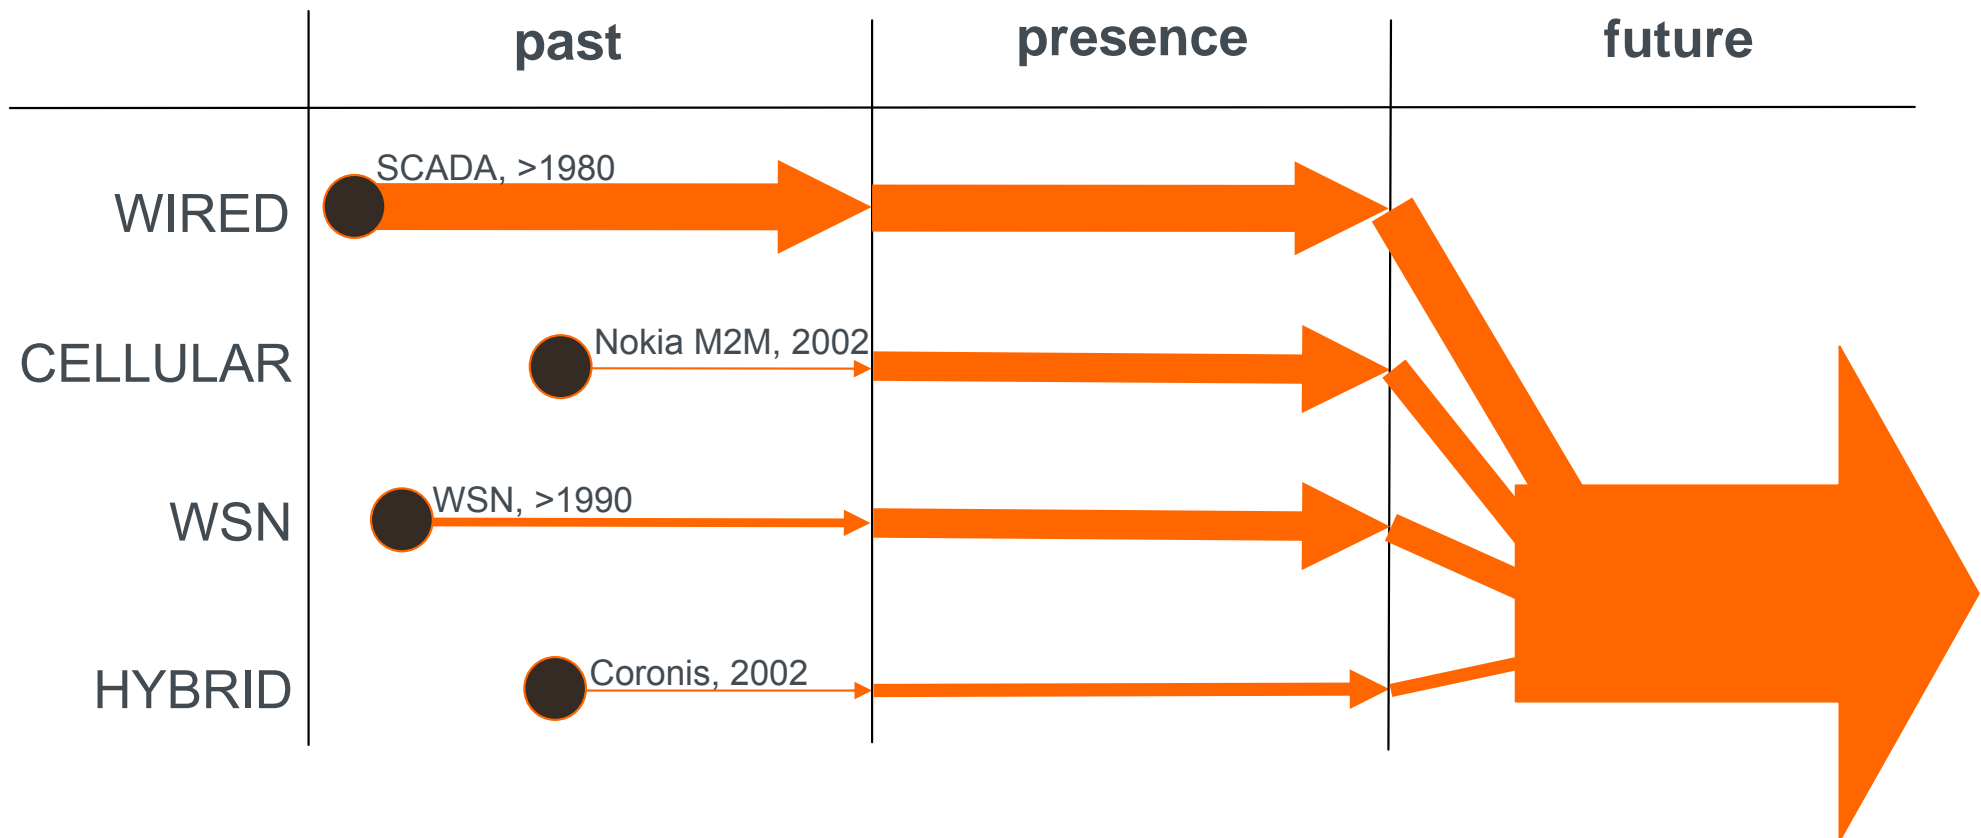 past presence future
SCADA, >1980
WIRED
Nokia M2M, 2002
CELLULAR
WSN, >1990
WSN
Coronis, 2002
HYBRID